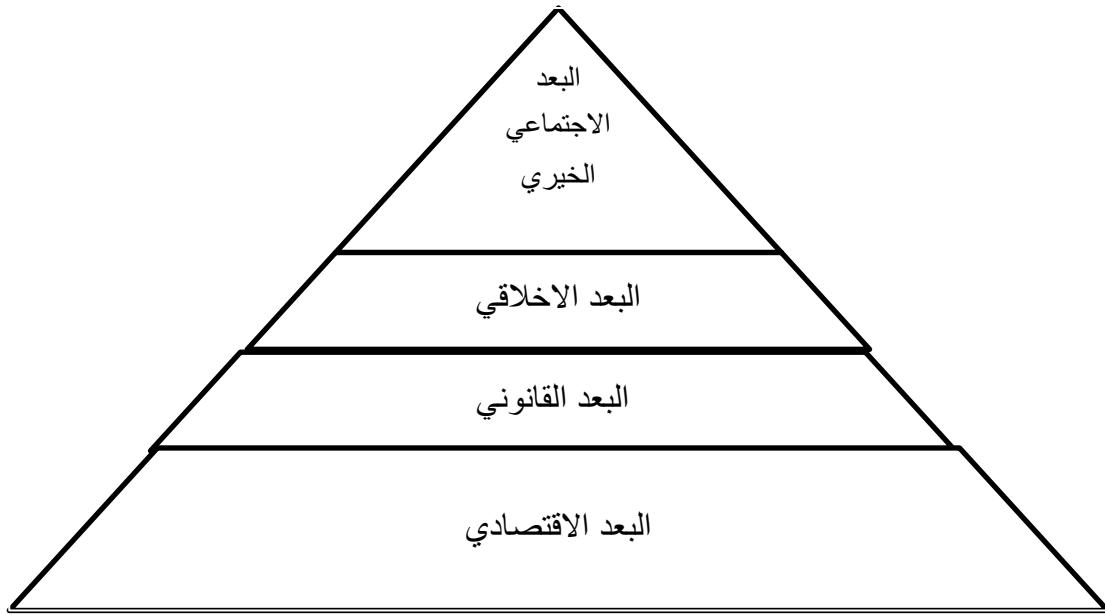 البعد
الاجتماعي
الخيري
البعد الاخلاقي
البعد القانوني
البعد الاقتصادي